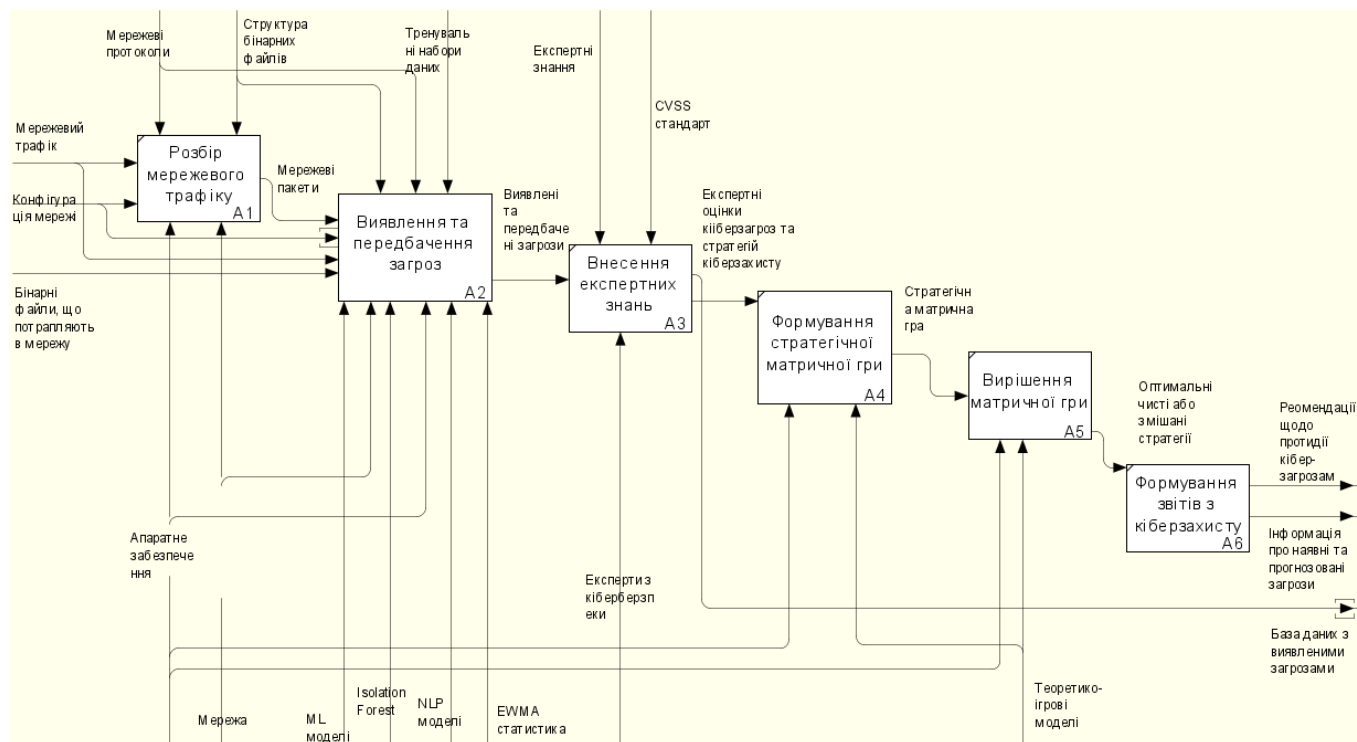 Мережеві
протоколи
Структура
бінарних
файлів
Тренуваль
ні набори
даних
Експертні
знання
CVSS
стандарт
Мережевий
трафік
Розбір
мережевого
трафіку
A1
Мережеві
пакети
Конфігура
ція мережі
Виявлення та
передбачення
загроз
A2
Виявлені
та
передбаче
ні загрози
Експертні
оцінки
кііберзагроз та
стратегій
кіберзахисту
Внесення
експертних
знань
A3
Бінарні
файли, що
потрапляють
в мережу
Формування
стратегічної
матричної гри
A4
Стратегічн
а матрична
гра
Вирішення
матричної гри
A5
Оптимальні
чисті або
змішані
стратегії
Реомендації
щодо
протидії
кібер-
загрозам
Формування
звітів з
кіберзахисту
A6
Інформація
про наявні та
прогнозовані
загрози
Апаратне
забезпече
ння
Експерти з
кіберберзп
еки
База даних з
виявленими
загрозами
Мережа
ML
моделі
Isolation
Forest
NLP
моделі
EWMA
статистика
Теоретико-
ігрові
моделі